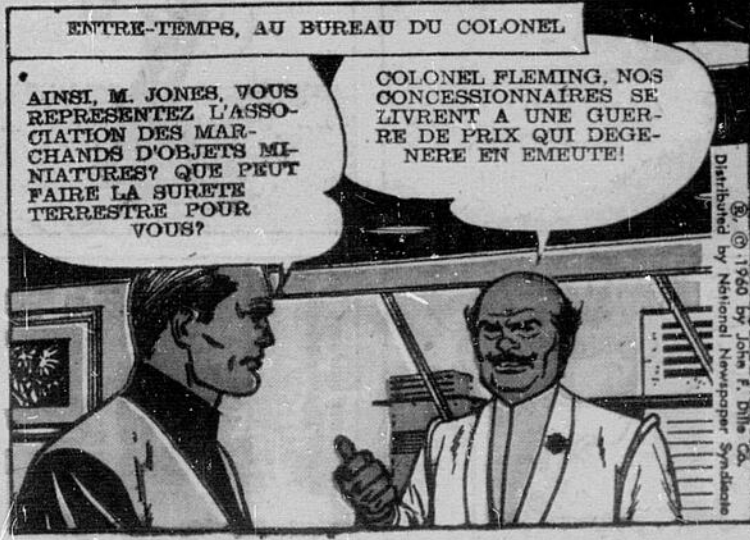 ENTRE-TEMPS, AU BUREAU DU COLONEL
AINSI, M. JONES, VOUS
REPRESENTEZ L'ASSO-
CIATION DES MAR-
CHANDS D'OBJETS MI-
NIATURES? QUE PEUT
FAIRE LA SURETE
TERRESTRE POUR
VOUS?
COLONEL FLEMING, NOS
CONCESSIONNAIRES SE
LIVRENT A UNE GUER-
RE DE PRIX QUI DEGE-
NERE EN EMEUTE!
®, © 1960 by John F. Dille Co.
Distributed by National Newspaper Syndicate